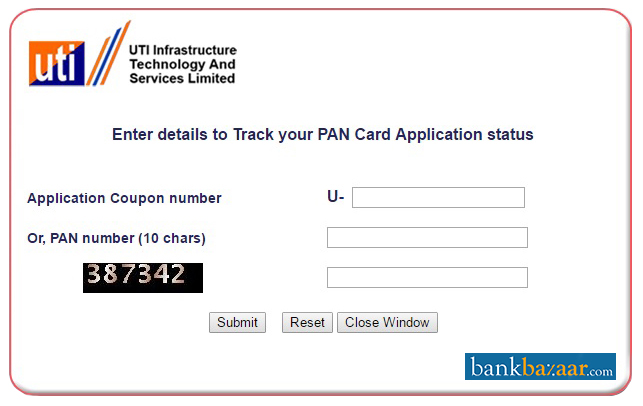 uti
UTI Infrastructure
Technology And
Services Limited
Enter details to Track your PAN Card Application status
Application Coupon number U-
Or, PAN number (10 chars)
387342
Submit Reset Close Window
bankbazaar.com